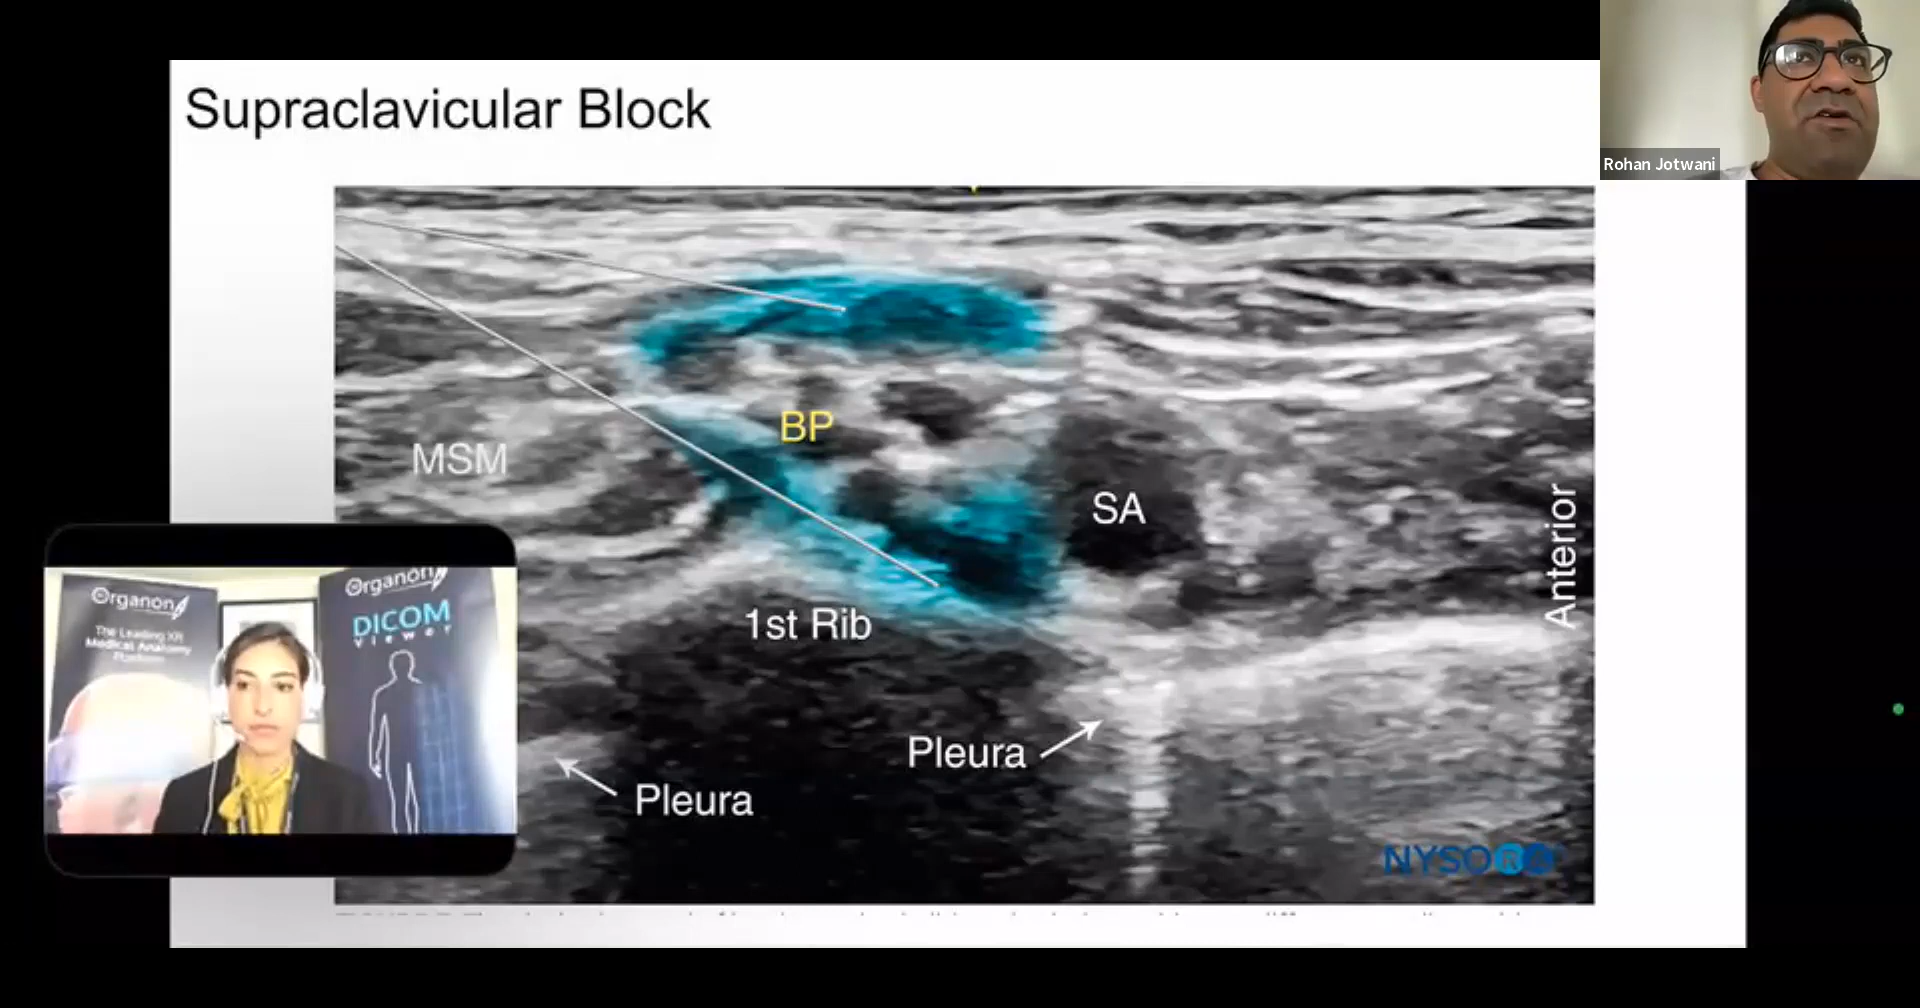 Supraclavicular Block
Rohan Jotwani
BP
MSM
SA
Anterior
1st Rib
Pleura
Pleura
NYSORA
Organon
The Leading XR
Medical Anatomy
Platform
Organon
DICOM
Viewer